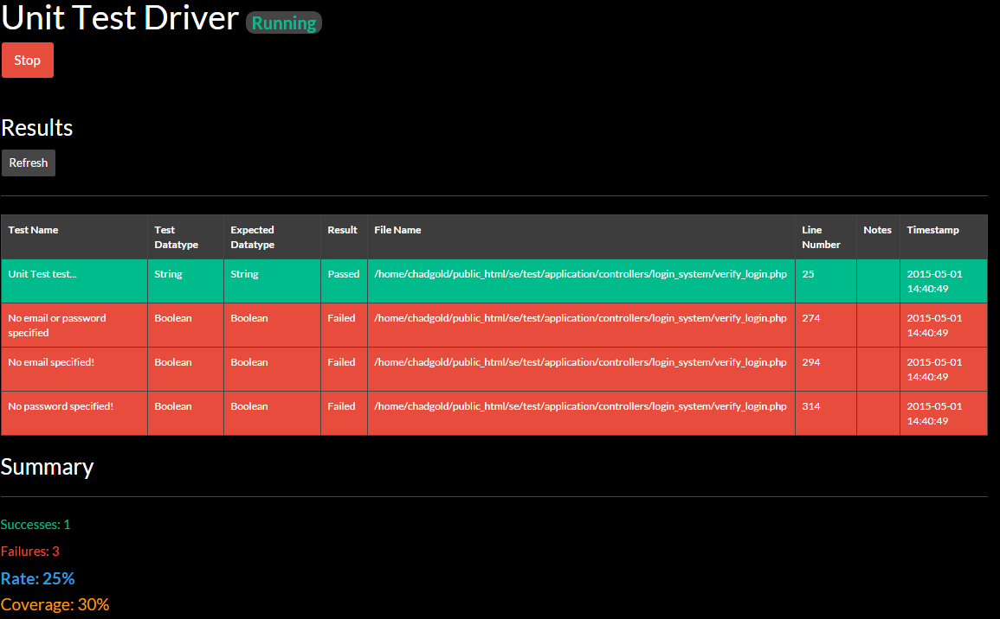 Unit Test Driver Running
Stop
Results
Refresh
Test Name Test Datatype Expected Datatype Result File Name Line Number Notes Timestamp
Unit Test test... String String Passed /home/chadgold/public_html/se/test/application/controllers/login_system/verify_login.php 25 2015-05-01 14:40:49
No email or password specified Boolean Boolean Failed /home/chadgold/public_html/se/test/application/controllers/login_system/verify_login.php 274 2015-05-01 14:40:49
No email specified! Boolean Boolean Failed /home/chadgold/public_html/se/test/application/controllers/login_system/verify_login.php 294 2015-05-01 14:40:49
No password specified! Boolean Boolean Failed /home/chadgold/public_html/se/test/application/controllers/login_system/verify_login.php 314 2015-05-01 14:40:49
Summary
Successes: 1
Failures: 3
Rate: 25%
Coverage: 30%